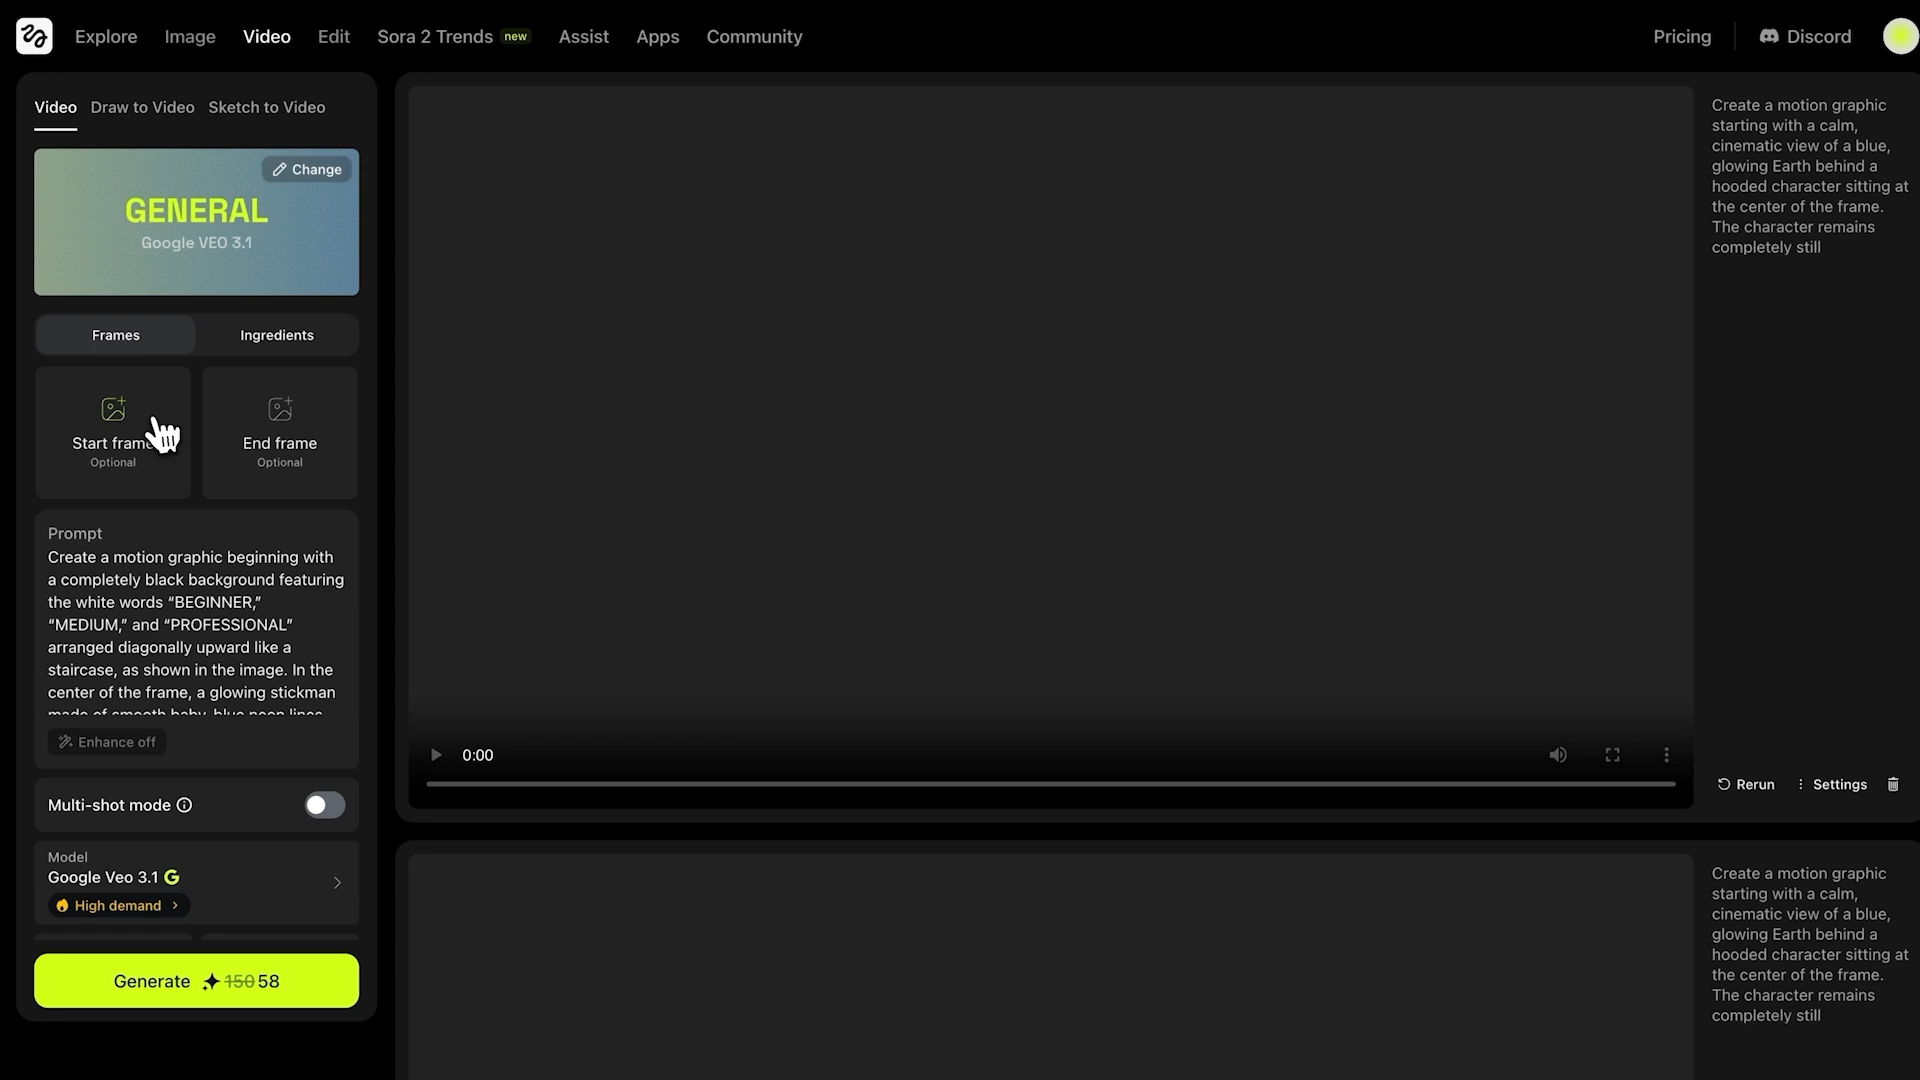 Explore Image Video Edit Sora 2 Trends new Assist Apps Community Pricing Discord
Video Draw to Video Sketch to Video
Change
GENERAL
Google VEO 3.1
Frames Ingredients
Start frame End frame
Optional Optional
Prompt
Create a motion graphic beginning with
a completely black background featuring
the white words “BEGINNER,”
“MEDIUM,” and “PROFESSIONAL”
arranged diagonally upward like a
staircase, as shown in the image. In the
center of the frame, a glowing stickman
made of smooth baby-blue neon lines
Enhance off
Multi-shot mode
Model
Google Veo 3.1
High demand
Generate 150 58
0:00
Create a motion graphic
starting with a calm,
cinematic view of a blue,
glowing Earth behind a
hooded character sitting at
the center of the frame.
The character remains
completely still
Rerun Settings
Create a motion graphic
starting with a calm,
cinematic view of a blue,
glowing Earth behind a
hooded character sitting at
the center of the frame.
The character remains
completely still